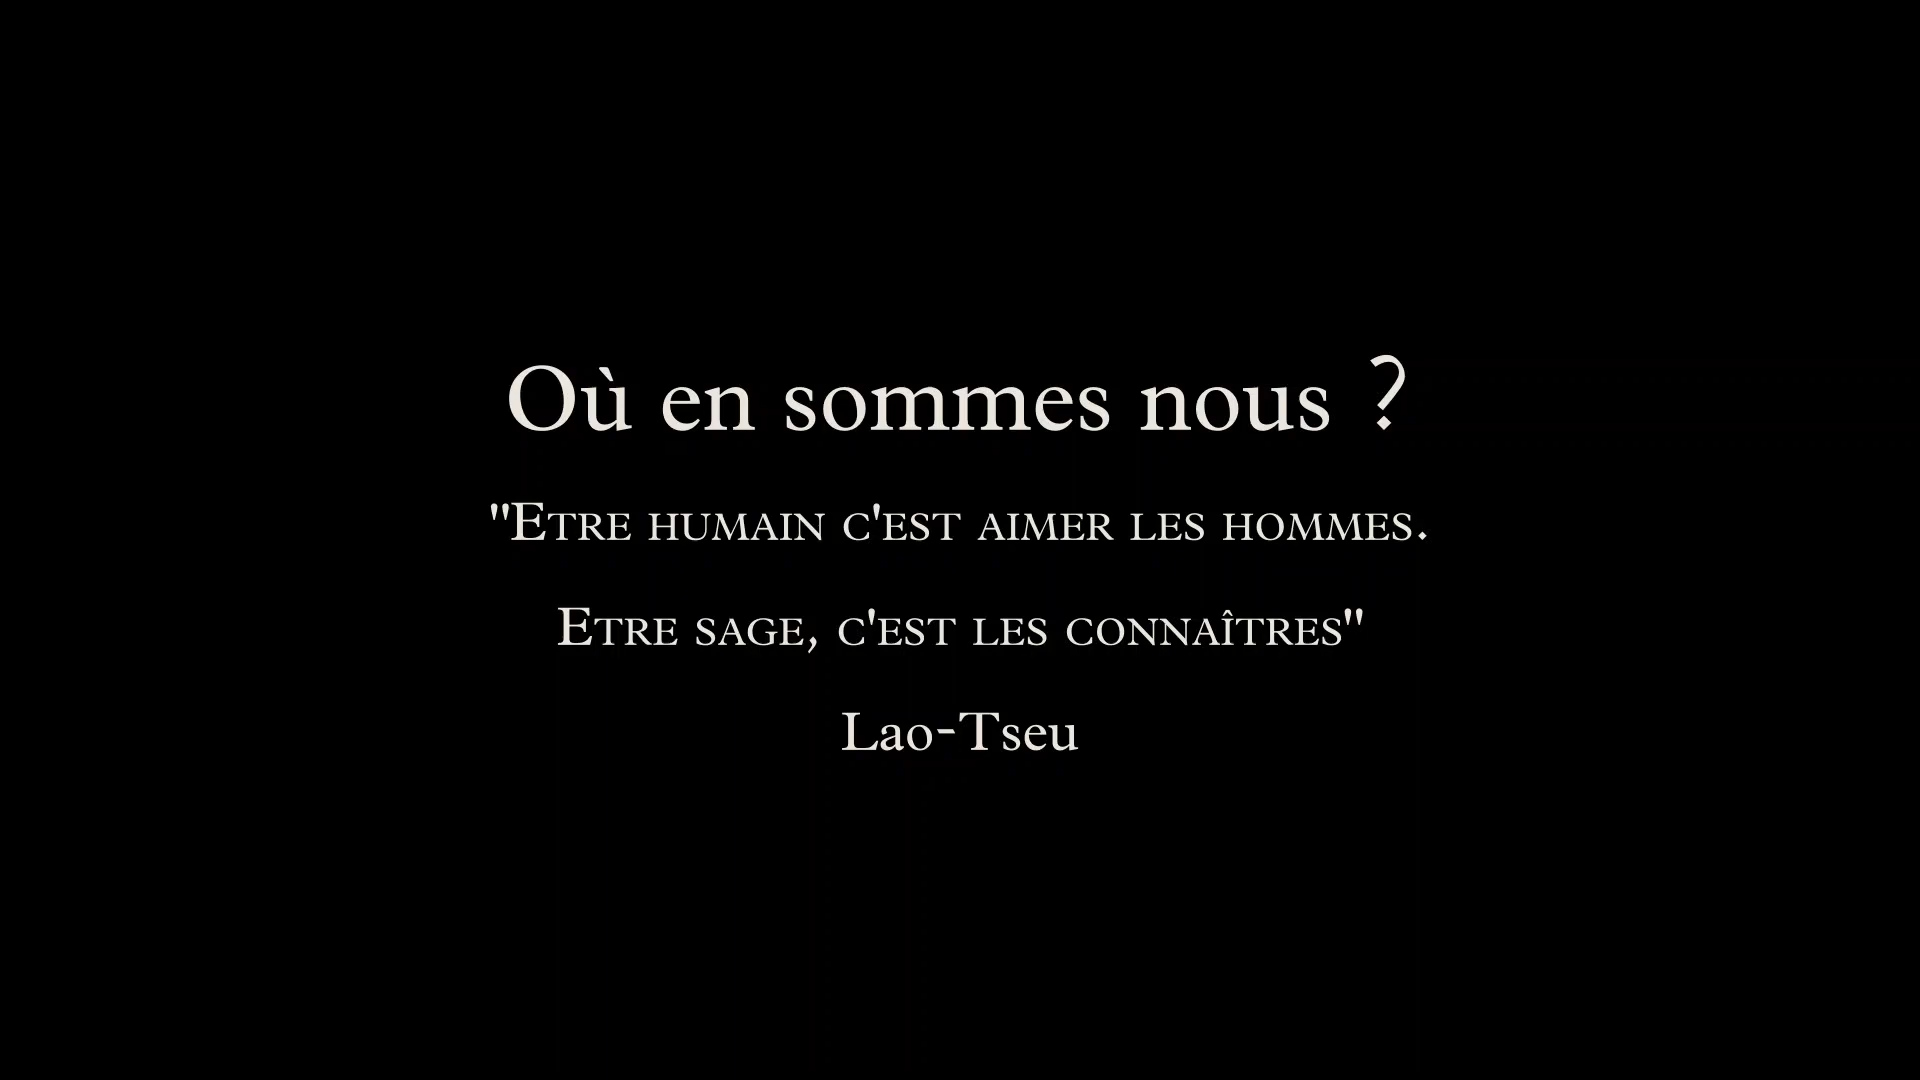 Où en sommes nous ?
"Etre humain c'est aimer les hommes.
Etre sage, c'est les connaîtres"
Lao-Tseu